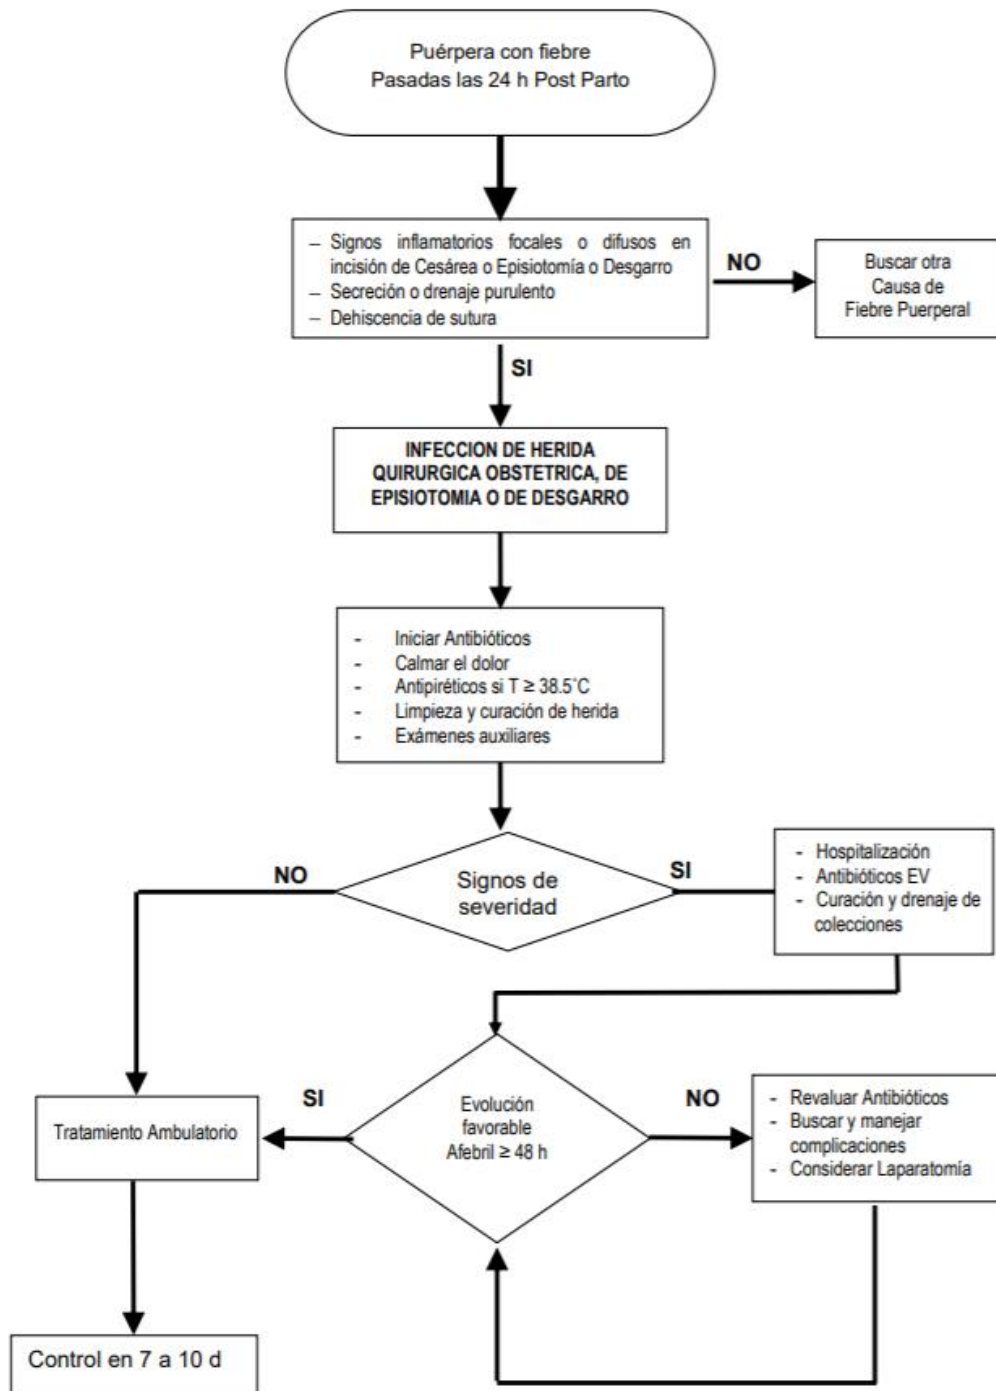 Puérpera con fiebre
Pasadas las 24 h Post Parto
– Signos inflamatorios focales o difusos en
incisión de Cesárea o Episiotomía o Desgarro
– Secreción o drenaje purulento
– Dehiscencia de sutura
NO
Buscar otra
Causa de
Fiebre Puerperal
SI
INFECCION DE HERIDA
QUIRURGICA OBSTETRICA, DE
EPISIOTOMIA O DE DESGARRO
- Iniciar Antibióticos
- Calmar el dolor
- Antipiréticos si T ≥ 38.5˚C
- Limpieza y curación de herida
- Exámenes auxiliares
NO
Signos de
severidad
SI
- Hospitalización
- Antibióticos EV
- Curación y drenaje de
colecciones
Tratamiento Ambulatorio
SI
Evolución
favorable
Afebril ≥ 48 h
NO
- Revaluar Antibióticos
- Buscar y manejar
complicaciones
- Considerar Laparatomía
Control en 7 a 10 d